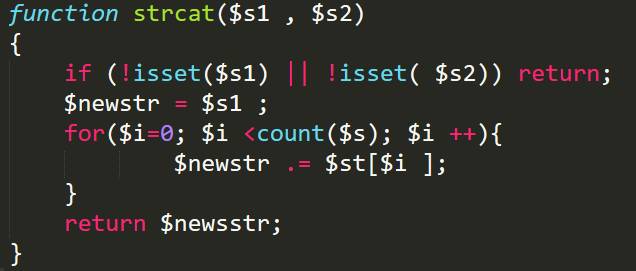 function strcat($s1 , $s2)
{
if (!isset($s1) || !isset( $s2)) return;
$newstr = $s1 ;
for($i=0; $i <count($s); $i ++){
$newstr .= $st[$i ];
}
return $newsstr;
}